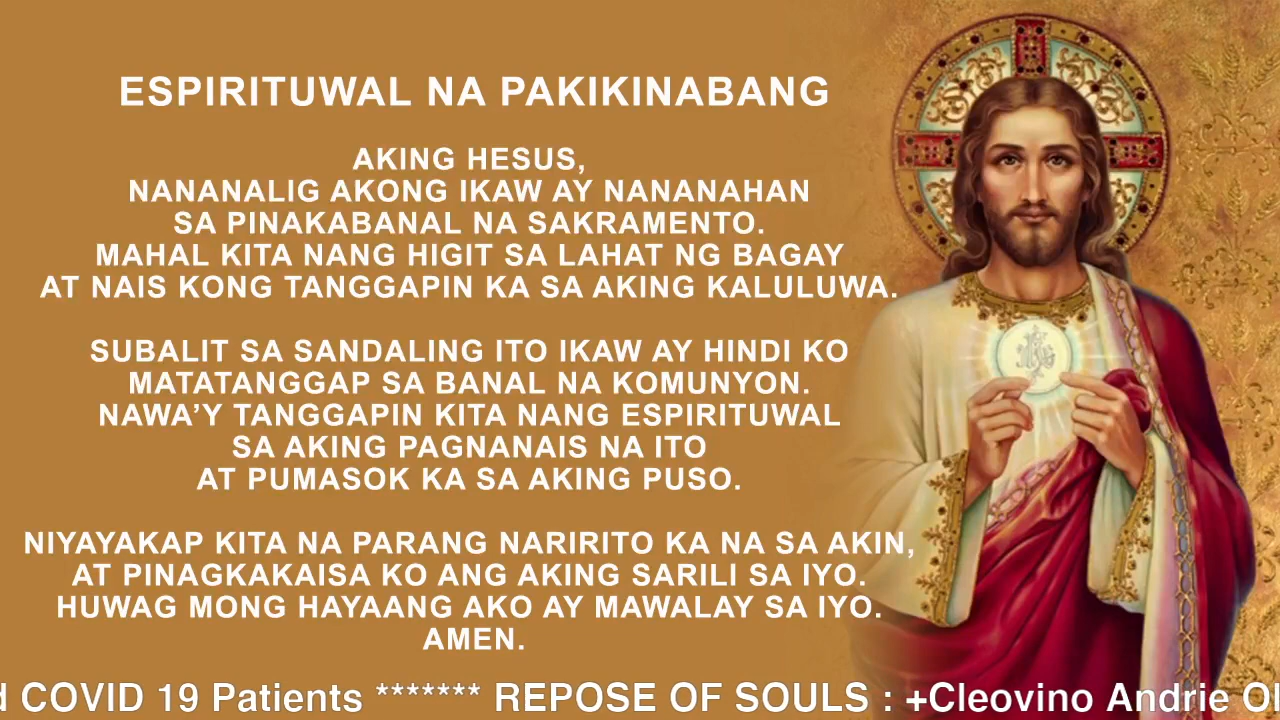 ESPIRITUWAL NA PAKIKINABANG
AKING HESUS,
NANANALIG AKONG IKAW AY NANANAHAN
SA PINAKABANAL NA SAKRAMENTO.
MAHAL KITA NANG HIGIT SA LAHAT NG BAGAY
AT NAIS KONG TANGGAPIN KA SA AKING KALULUWA.
SUBALIT SA SANDALING ITO IKAW AY HINDI KO
MATATANGGAP SA BANAL NA KOMUNYON.
NAWA’Y TANGGAPIN KITA NANG ESPIRITUWAL
SA AKING PAGNANAIS NA ITO
AT PUMASOK KA SA AKING PUSO.
NIYAYAKAP KITA NA PARANG NARIRITO KA NA SA AKIN,
AT PINAGKAKAISA KO ANG AKING SARILI SA IYO.
HUWAG MONG HAYAANG AKO AY MAWALAY SA IYO.
AMEN.
COVID 19 Patients ******* REPOSE OF SOULS : +Cleovino Andrie